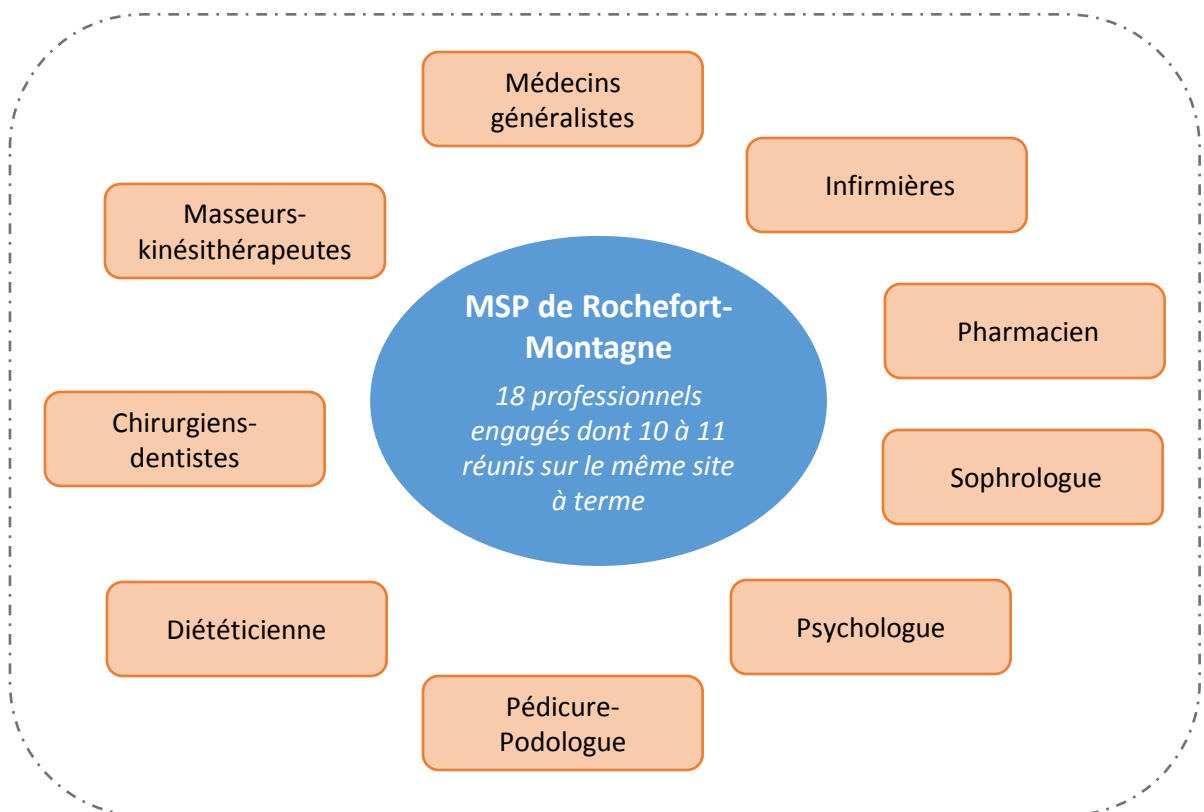 Médecins
généralistes
Infirmières
Masseurs-
kinésithérapeutes
MSP de Rochefort-
Montagne
18 professionnels
engagés dont 10 à 11
réunis sur le même site
à terme
Pharmacien
Chirurgiens-
dentistes
Sophrologue
Diététicienne
Psychologue
Pédicure-
Podologue